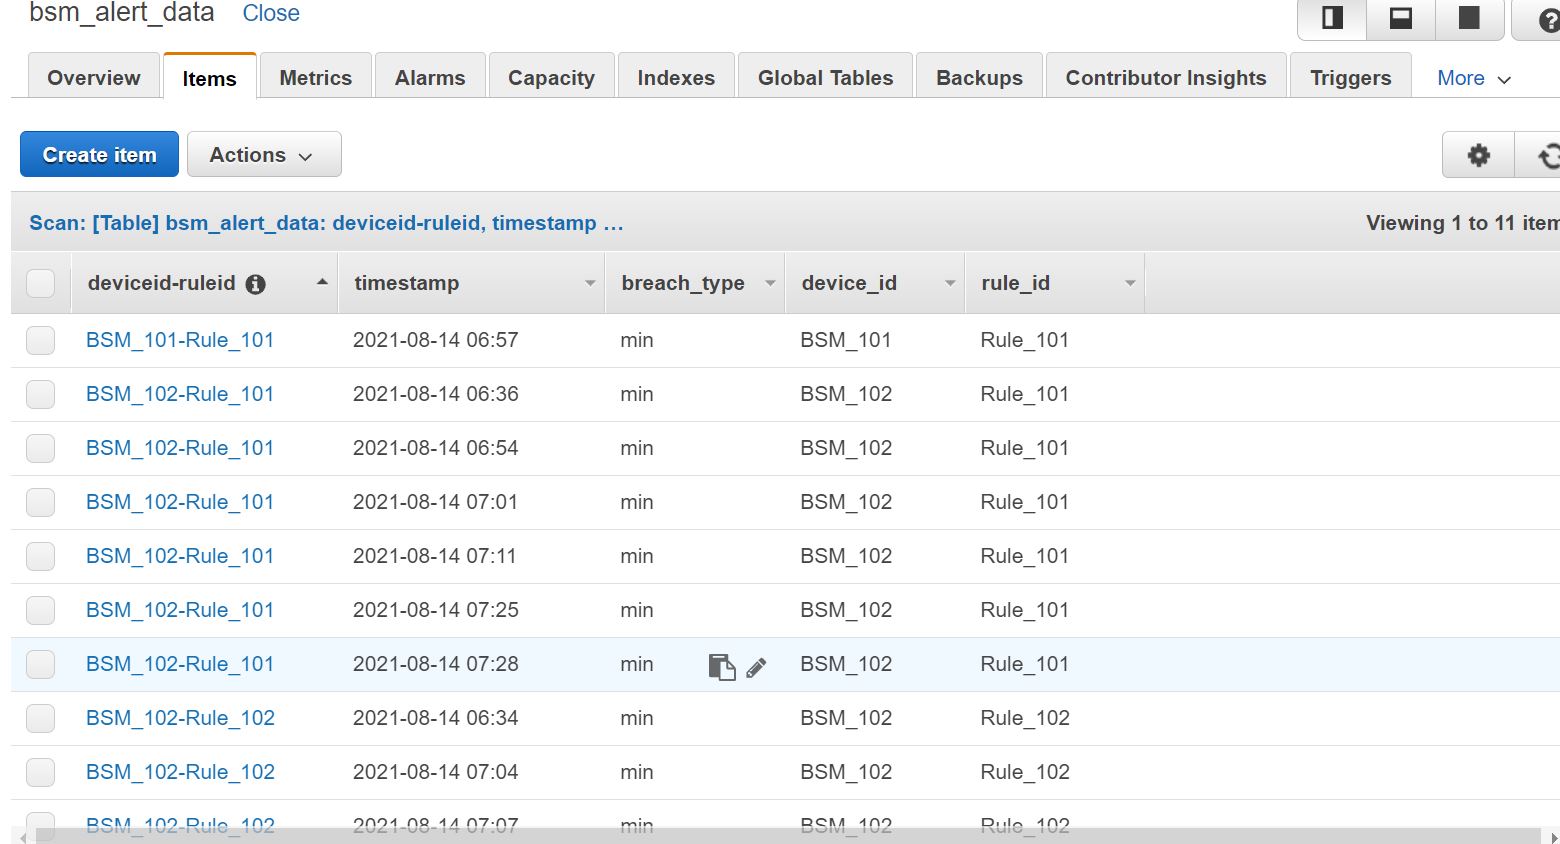 bsm_alert_data Close
Overview Items Metrics Alarms Capacity Indexes Global Tables Backups Contributor Insights Triggers More
Create item Actions
Scan: [Table] bsm_alert_data: deviceid-ruleid, timestamp …
Viewing 1 to 11 item
deviceid-ruleid timestamp breach_type device_id rule_id
BSM_101-Rule_101 2021-08-14 06:57 min BSM_101 Rule_101
BSM_102-Rule_101 2021-08-14 06:36 min BSM_102 Rule_101
BSM_102-Rule_101 2021-08-14 06:54 min BSM_102 Rule_101
BSM_102-Rule_101 2021-08-14 07:01 min BSM_102 Rule_101
BSM_102-Rule_101 2021-08-14 07:11 min BSM_102 Rule_101
BSM_102-Rule_101 2021-08-14 07:25 min BSM_102 Rule_101
BSM_102-Rule_101 2021-08-14 07:28 min BSM_102 Rule_101
BSM_102-Rule_102 2021-08-14 06:34 min BSM_102 Rule_102
BSM_102-Rule_102 2021-08-14 07:04 min BSM_102 Rule_102
BSM_102-Rule_102 2021-08-14 07:07 min BSM_102 Rule_102